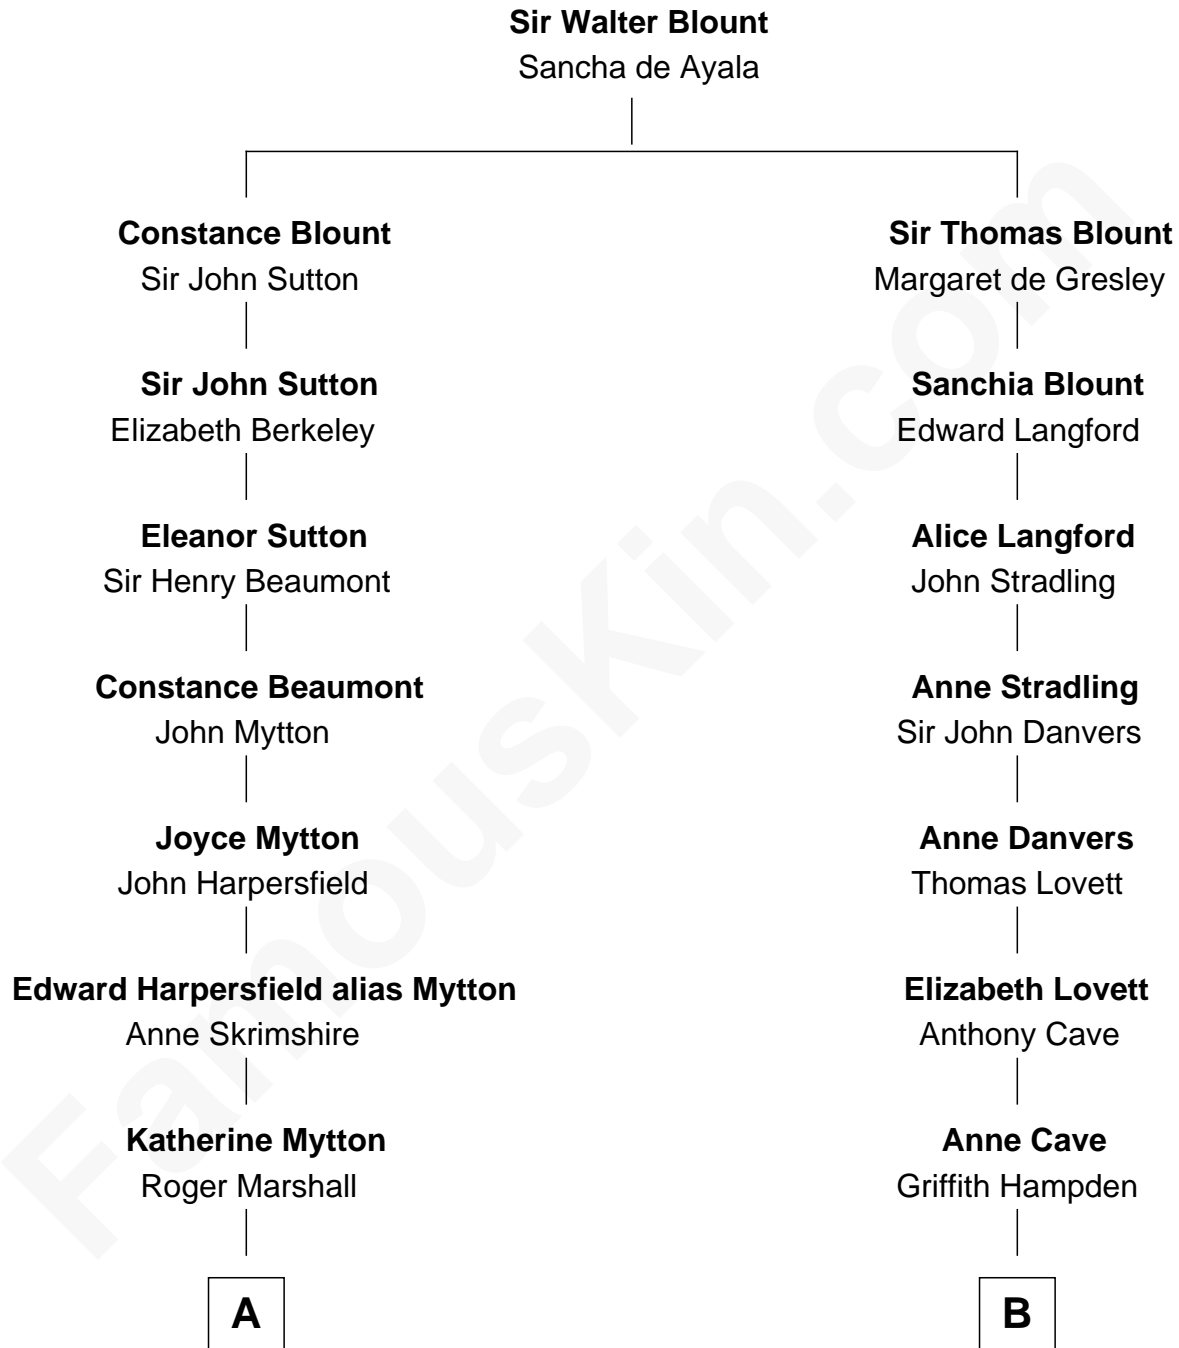 Sir Walter Blount
Sancha de Ayala
Constance Blount
Sir John Sutton
Sir Thomas Blount
Margaret de Gresley
Sir John Sutton
Elizabeth Berkeley
Sanchia Blount
Edward Langford
Eleanor Sutton
Sir Henry Beaumont
Alice Langford
John Stradling
Constance Beaumont
John Mytton
Anne Stradling
Sir John Danvers
Joyce Mytton
John Harpersfield
Anne Danvers
Thomas Lovett
Edward Harpersfield alias Mytton
Anne Skrimshire
Elizabeth Lovett
Anthony Cave
Katherine Mytton
Roger Marshall
Anne Cave
Griffith Hampden
A
B
FamousKin.com